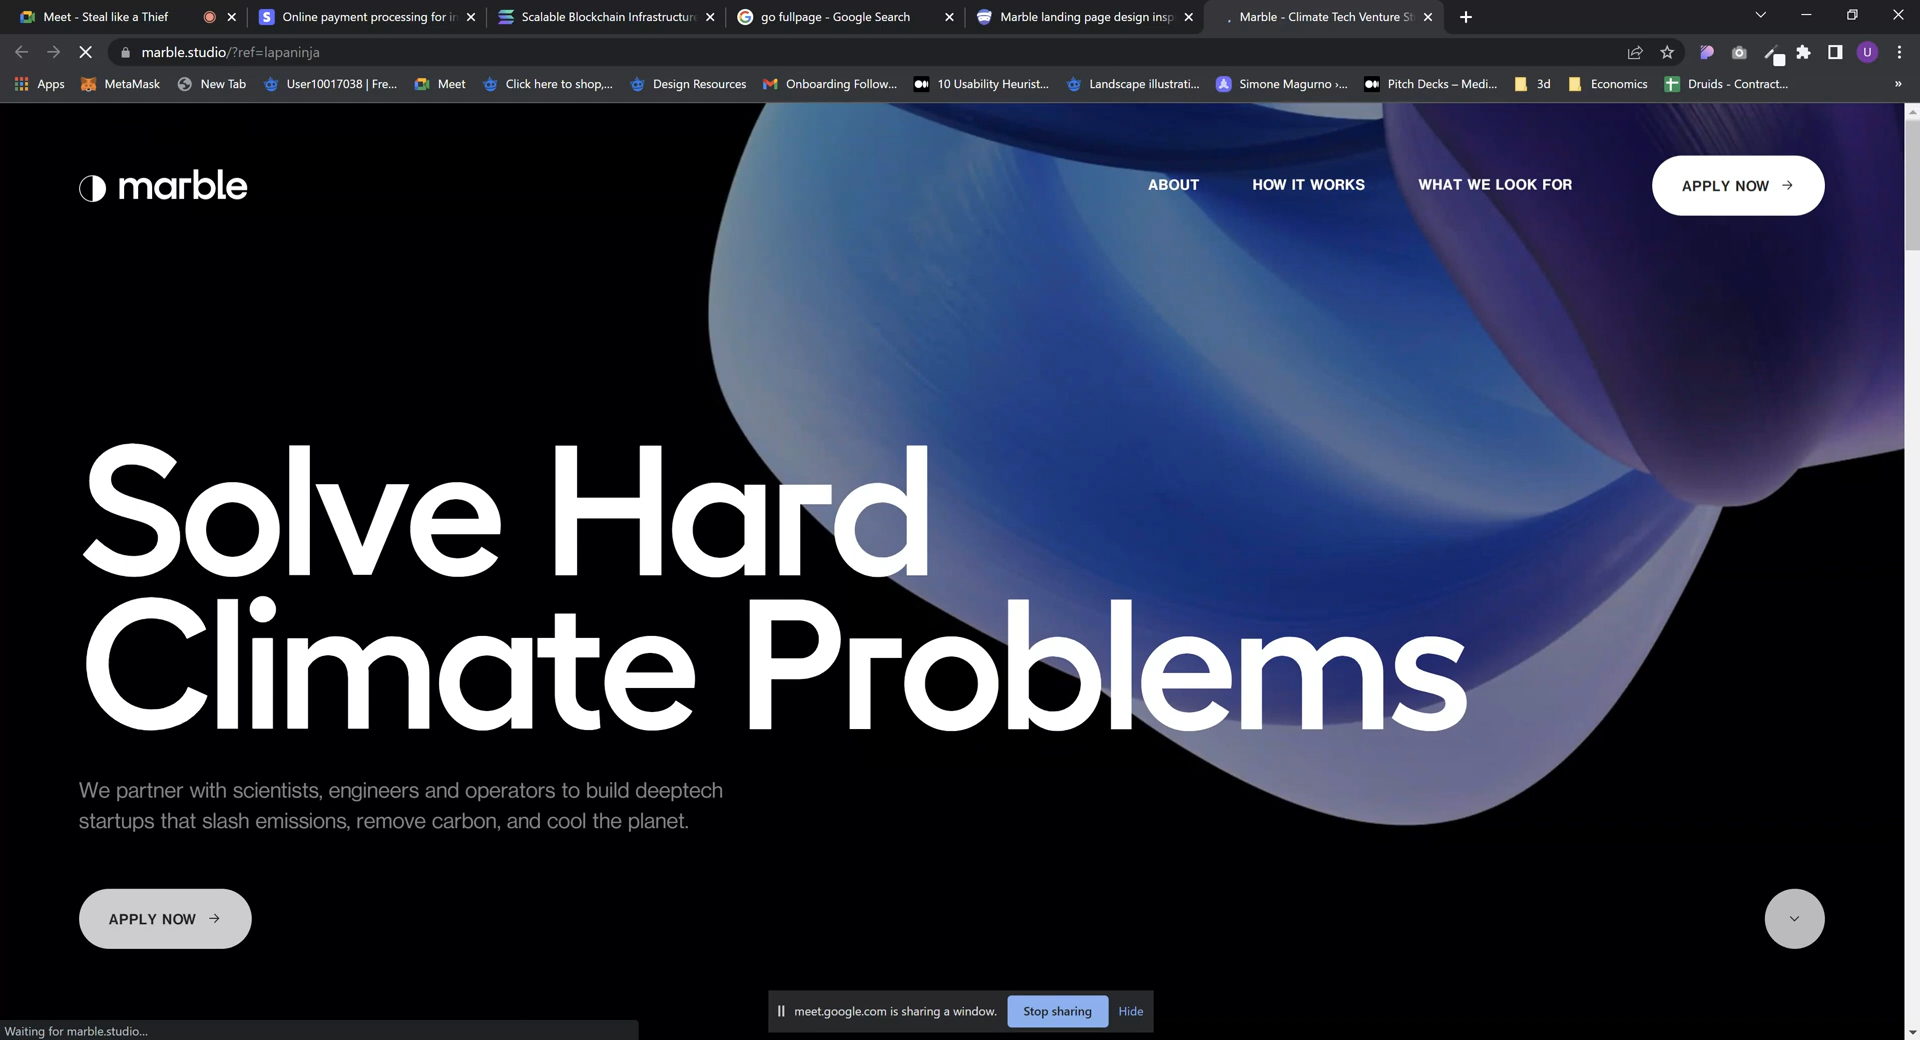 Meet - Steal like a Thief
Online payment processing for in
Scalable Blockchain Infrastructure
go fullpage - Google Search
Marble landing page design insp
Marble - Climate Tech Venture St
marble.studio/?ref=lapaninja
U
Apps
MetaMask
New Tab
User10017038 | Fre...
Meet
Click here to shop,...
Design Resources
Onboarding Follow...
10 Usability Heurist...
Landscape illustrati...
Simone Magurno ›...
Pitch Decks – Medi...
3d
Economics
Druids - Contract...
»
marble
ABOUT
HOW IT WORKS
WHAT WE LOOK FOR
APPLY NOW →
Solve Hard
Climate Problems
We partner with scientists, engineers and operators to build deeptech
startups that slash emissions, remove carbon, and cool the planet.
APPLY NOW →
meet.google.com is sharing a window.
Stop sharing
Hide
Waiting for marble.studio...